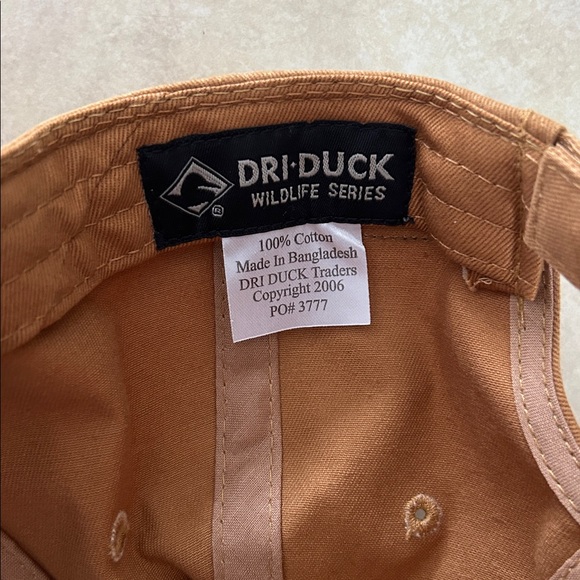 DRI·DUCK
WILDLIFE SERIES
®
100% Cotton
Made In Bangladesh
DRI DUCK Traders
Copyright 2006
PO# 3777